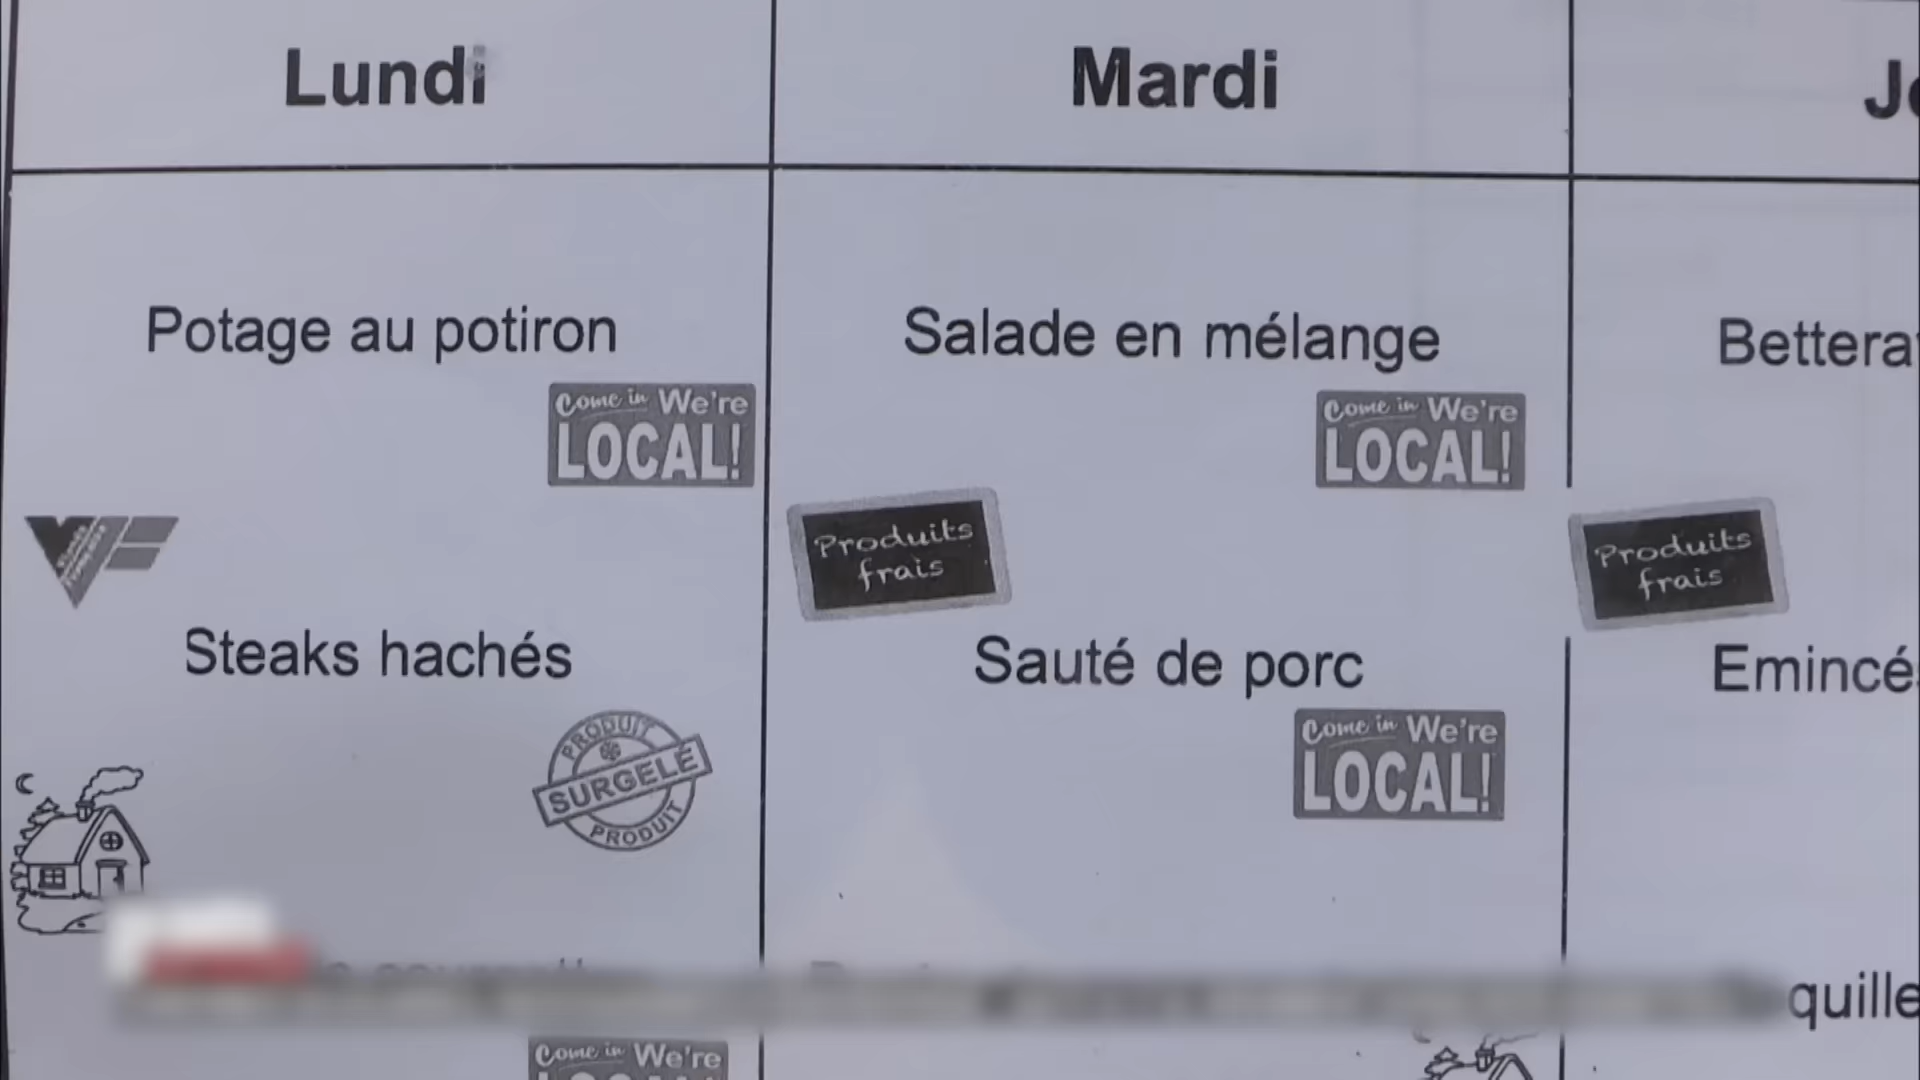 Lundi
Mardi
Potage au potiron
Salade en mélange
Come in We're
LOCAL!
Come in We're
LOCAL!
Produits
frais
Produits
frais
VF
Steaks hachés
Sauté de porc
Come in We're
LOCAL!
PRODUIT
SURGELÉ
PRODUIT
quille
Come in We're